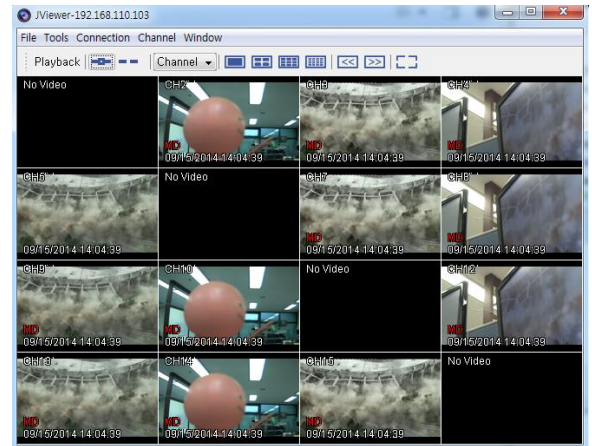 JViewer-192.168.110.103
File Tools Connection Channel Window
Playback Channel << >>
No Video CH2 CH3 CH4
MD MD MD
09/15/2014 14:04:39 09/15/2014 14:04:39 09/15/2014 14:04:39
CH5 No Video CH7 CH8
MD MD
09/15/2014 14:04:39 09/15/2014 14:04:39 09/15/2014 14:04:39
CH9 CH10 No Video CH12
MD MD MD
09/15/2014 14:04:39 09/15/2014 14:04:39 09/15/2014 14:04:39
CH13 CH14 CH15 No Video
MD MD MD
09/15/2014 14:04:39 09/15/2014 14:04:39 09/15/2014 14:04:39